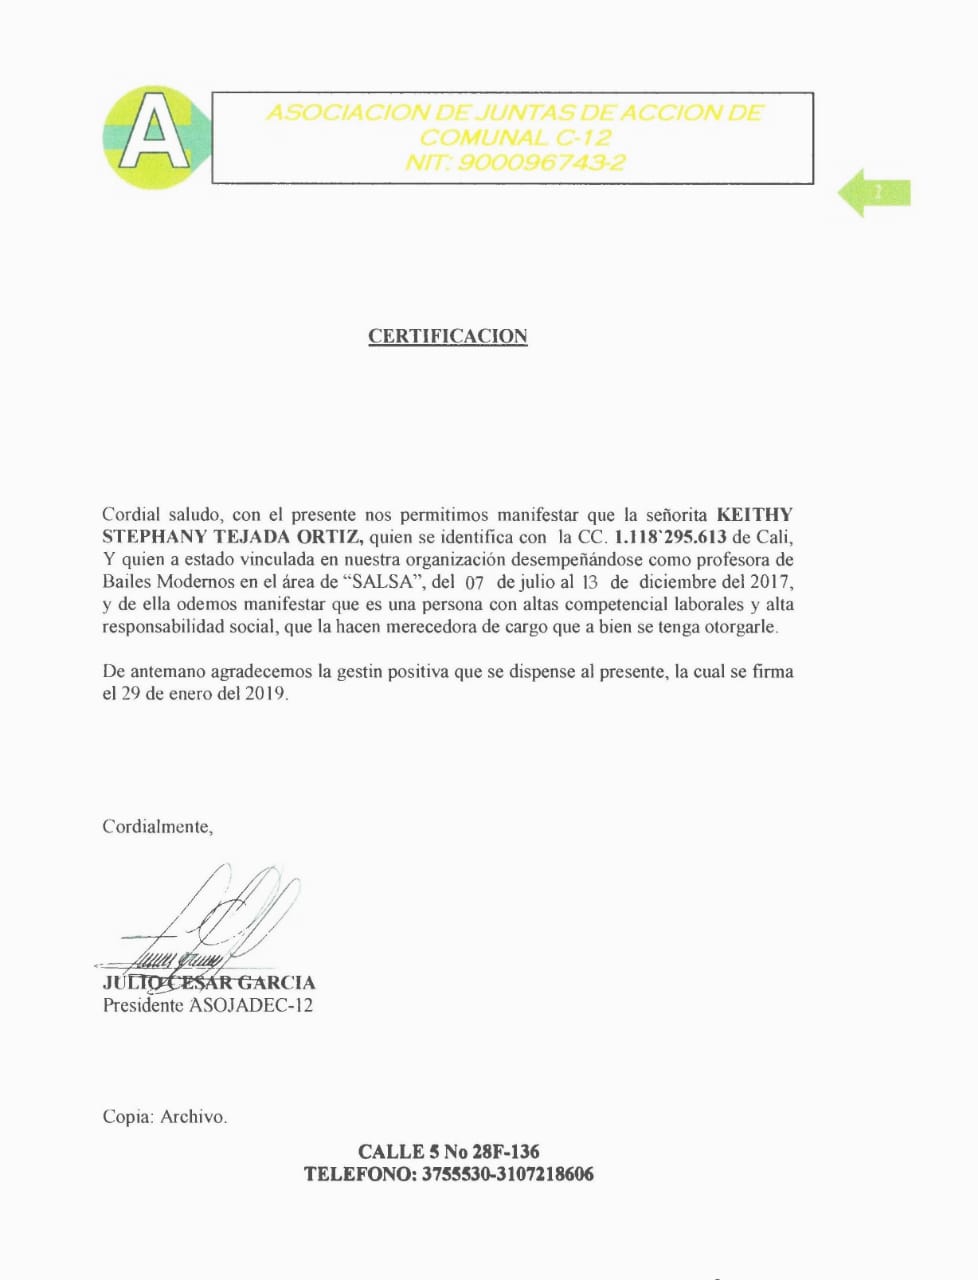 A
ASOCIACION DE JUNTAS DE ACCION DE
COMUNAL C-12
NIT: 900096743-2
2
CERTIFICACION
Cordial saludo, con el presente nos permitimos manifestar que la señorita KEITHY
STEPHANY TEJADA ORTIZ, quien se identifica con la CC. 1.118`295.613 de Cali,
Y quien a estado vinculada en nuestra organización desempeñándose como profesora de
Bailes Modernos en el área de “SALSA”, del 07 de julio al 13 de diciembre del 2017,
y de ella odemos manifestar que es una persona con altas competencial laborales y alta
responsabilidad social, que la hacen merecedora de cargo que a bien se tenga otorgarle.
De antemano agradecemos la gestin positiva que se dispense al presente, la cual se firma
el 29 de enero del 2019.
Cordialmente,
JULIO CESAR GARCIA
Presidente ASOJADEC-12
Copia: Archivo.
CALLE 5 No 28F-136
TELEFONO: 3755530-3107218606